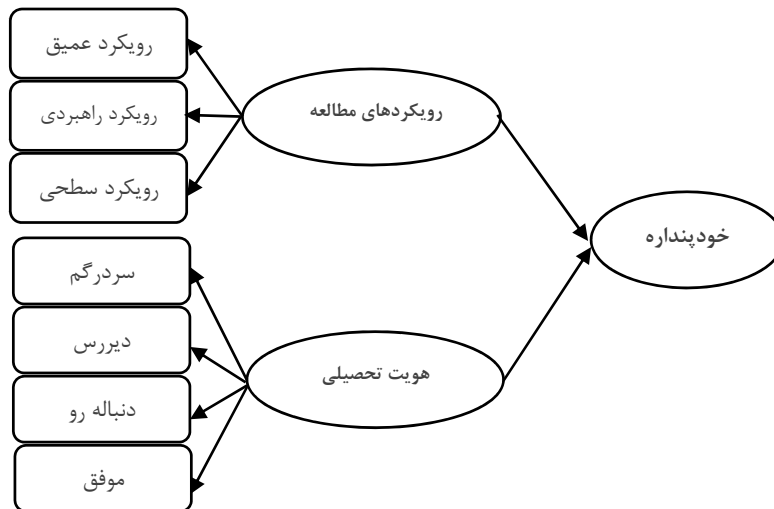 رویکرد عمیق
رویکرد راهبردی
رویکرد سطحی
رویکردهای مطالعه
خودپنداره
سردرگم
دیررس
دنباله رو
موفق
هویت تحصیلی